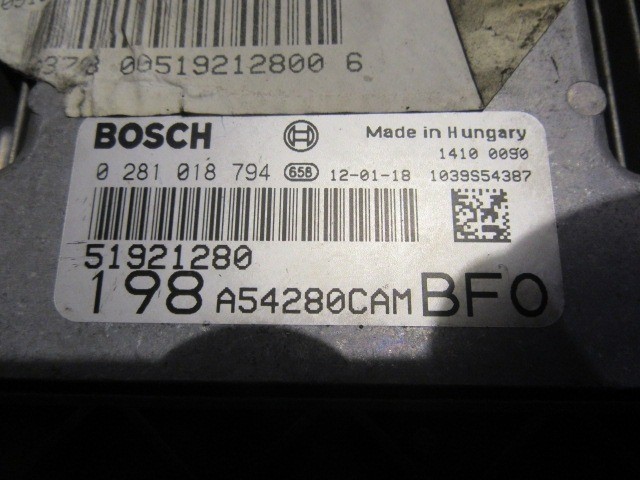 00519212800 6
BOSCH
Made in Hungary
1410 0090
0 281 018 794 658 12-01-18 1039S54387
51921280
198 A54280CAM BF0